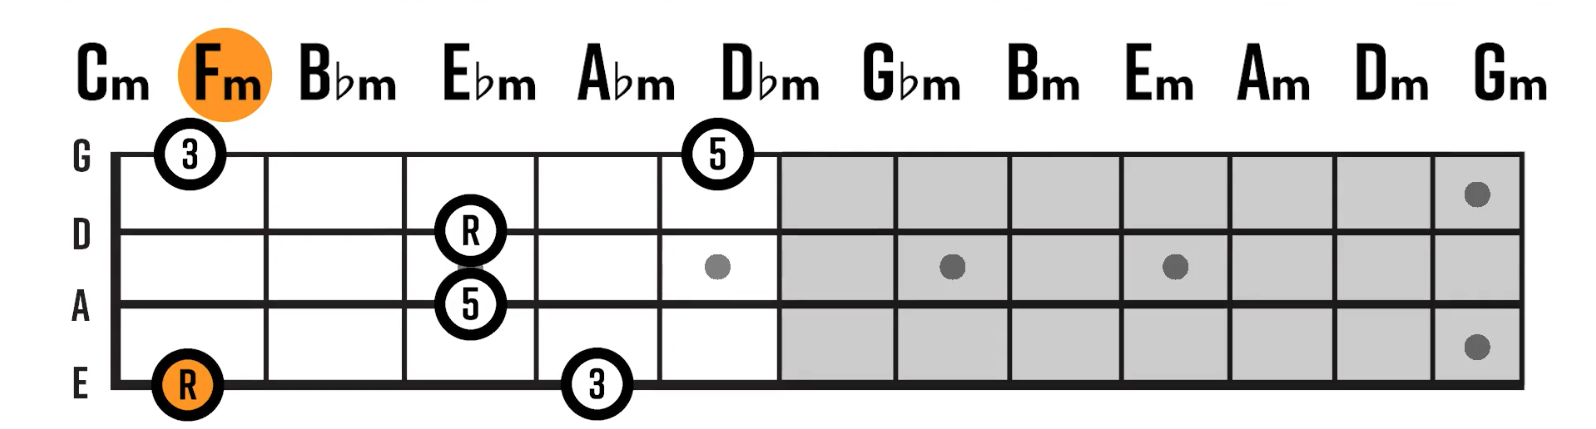 Cm Fm B♭m E♭m A♭m D♭m G♭m Bm Em Am Dm Gm
G 3 5
D R
A 5
E R 3